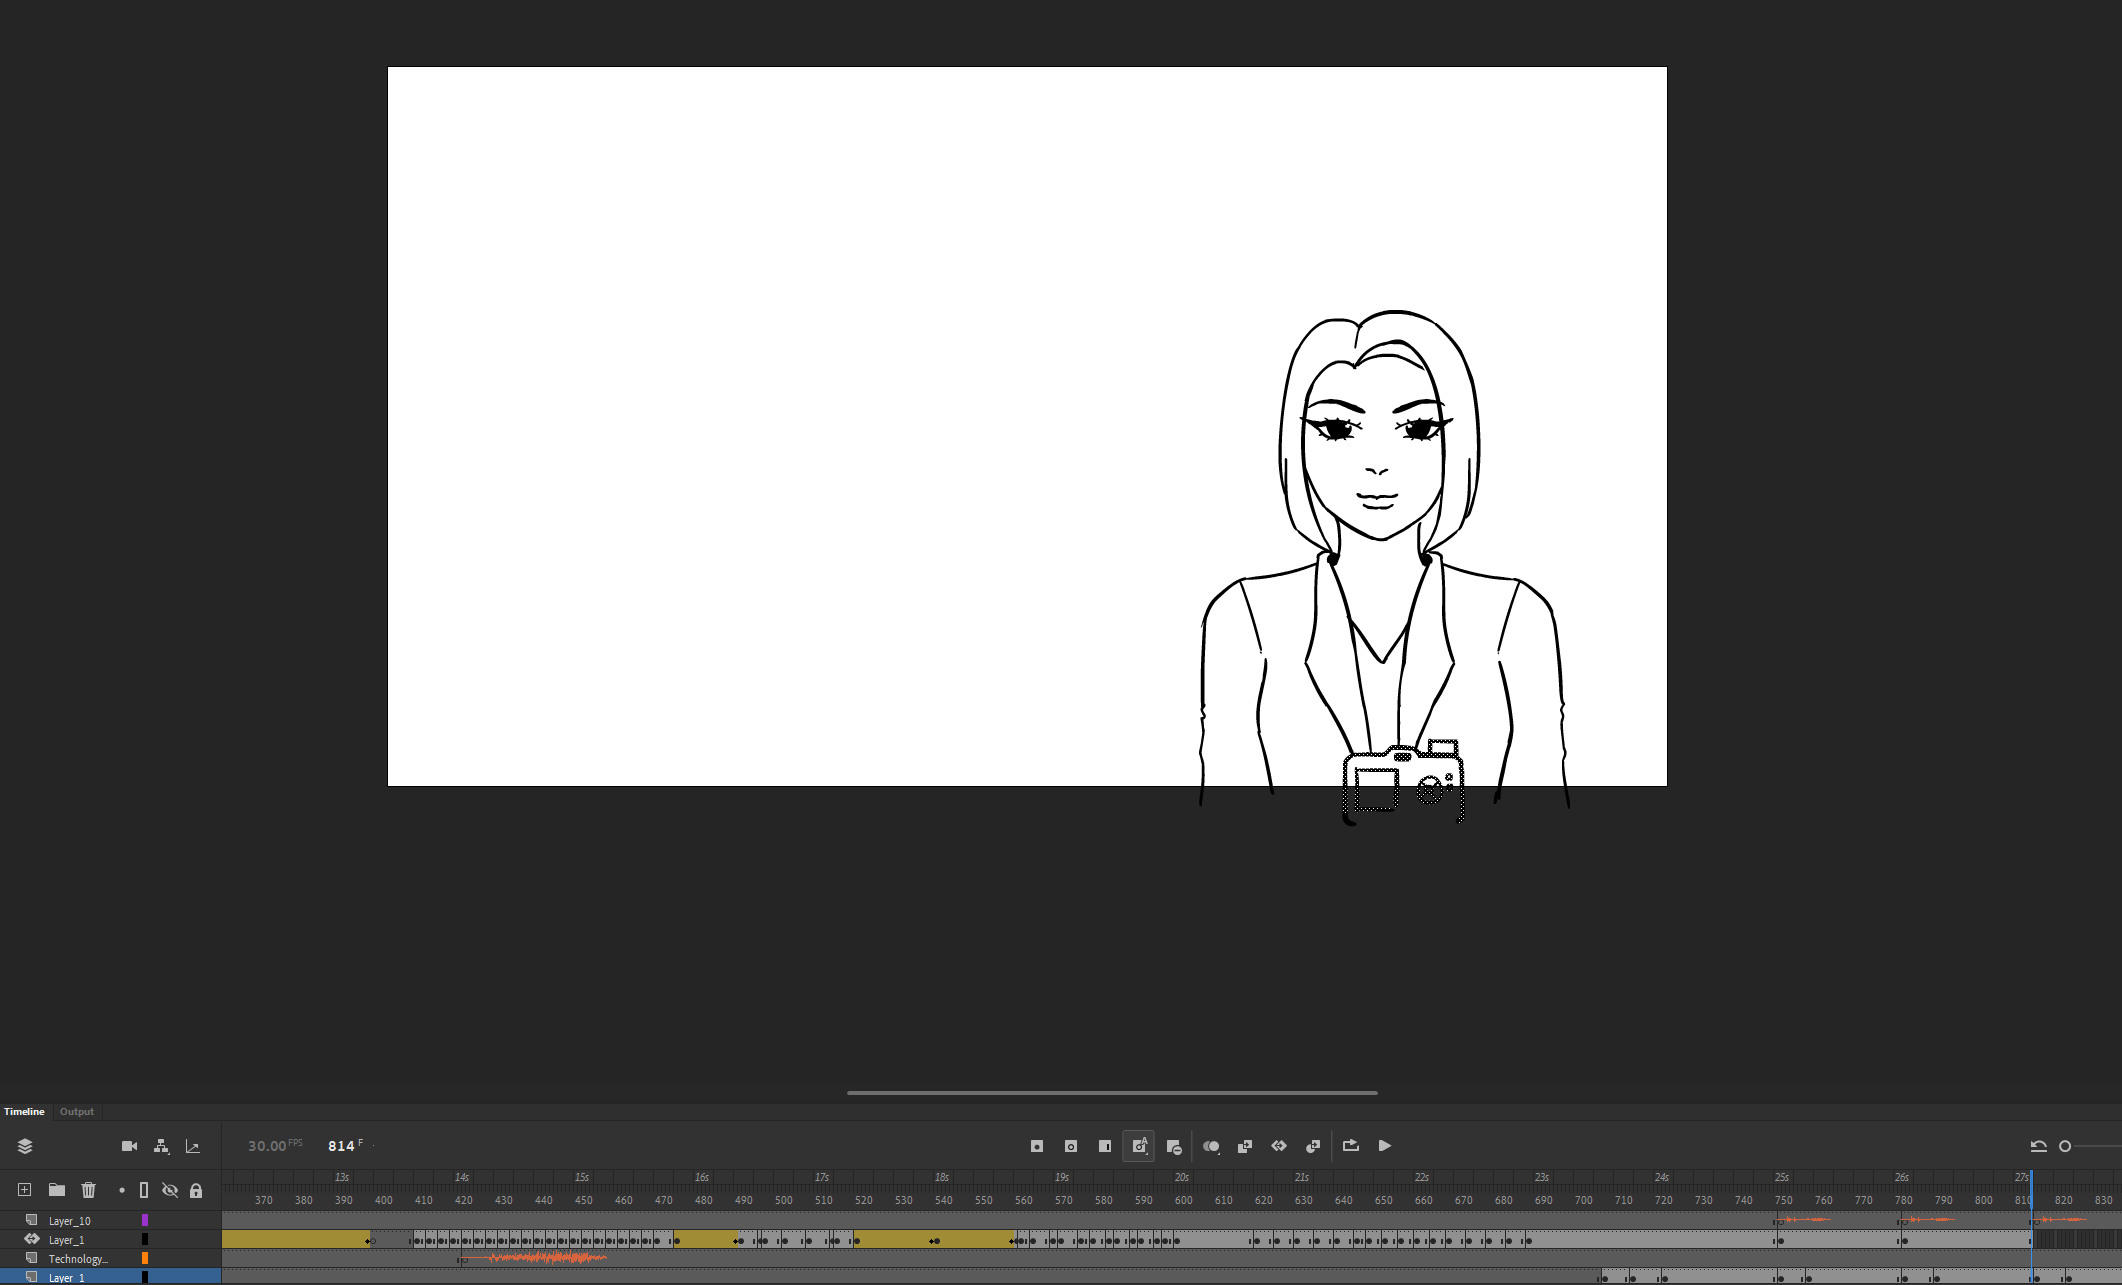 Timeline Output
30.00 FPS 814 F
13s 14s 15s 16s 17s 18s 19s 20s 21s 22s 23s 24s 25s 26s 27s
370 380 390 400 410 420 430 440 450 460 470 480 490 500 510 520 530 540 550 560 570 580 590 600 610 620 630 640 650 660 670 680 690 700 710 720 730 740 750 760 770 780 790 800 810 820 830
Layer_10
Layer_1
Technology...
Layer_1